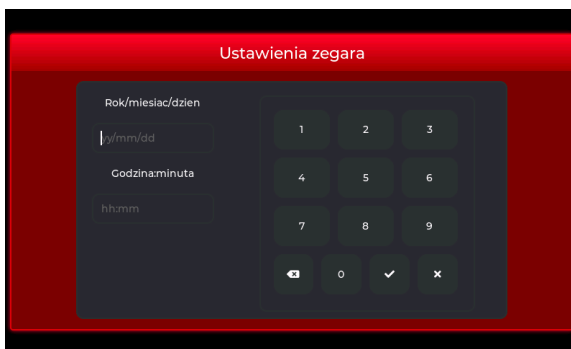 Ustawienia zegara
Rok/miesiac/dzien
yy/mm/dd
Godzina:minuta
hh:mm
1 2 3
4 5 6
7 8 9
0